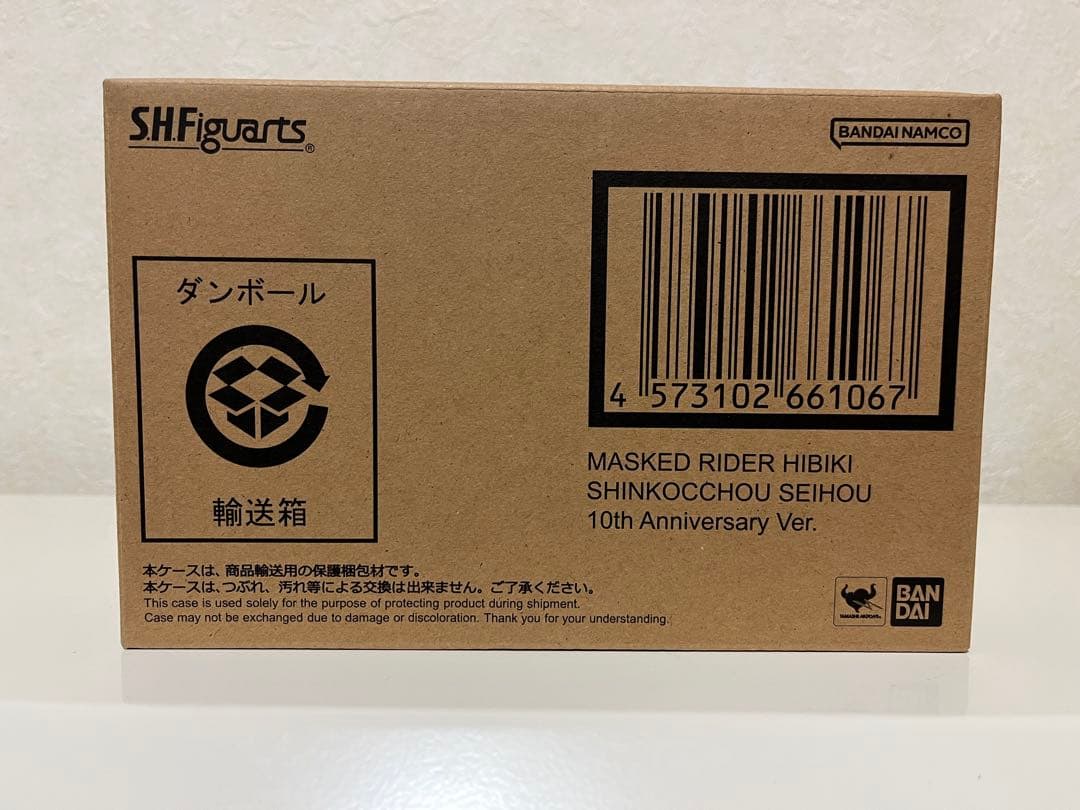 S.H.Figuarts®
BANDAI NAMCO
ダンボール
輸送箱
4 573102 661067
MASKED RIDER HIBIKI
SHINKOCCHOU SEIHOU
10th Anniversary Ver.
本ケースは、商品輸送用の保護梱包材です。
本ケースは、つぶれ、汚れ等による交換は出来ません。ご了承ください。
This case is used solely for the purpose of protecting product during shipment.
Case may not be exchanged due to damage or discoloration. Thank you for your understanding.
TAMASHII NATIONS
BAN
DAI